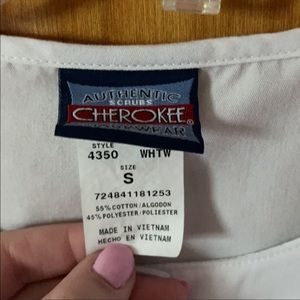 AUTHENTIC
SCRUBS
CHEROKEE
WORKWEAR
STYLE
4350 WHTW
SIZE
S
724841181253
55% COTTON/ALGODON
45% POLYESTER/POLIESTER
MADE IN VIETNAM
HECHO EN VIETNAM